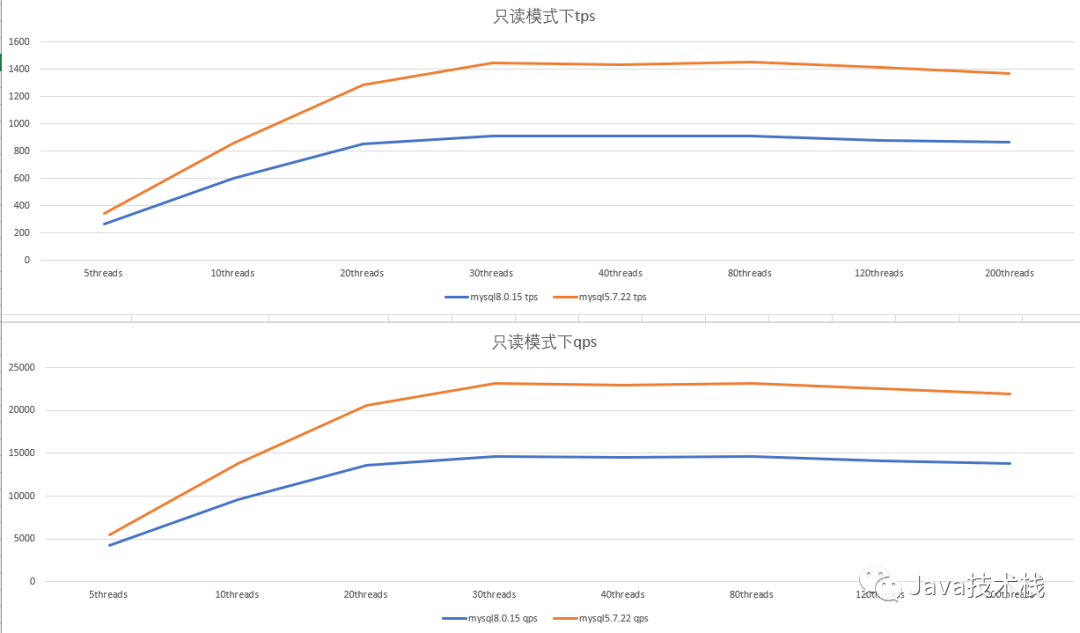 只读模式下tps
1600
1400
1200
1000
800
600
400
200
0
5threads 10threads 20threads 30threads 40threads 80threads 120threads 200threads
mysql8.0.15 tps mysql5.7.22 tps
只读模式下qps
25000
20000
15000
10000
5000
0
5threads 10threads 20threads 30threads 40threads 80threads 120threads 200threads
Java技术栈
mysql8.0.15 qps mysql5.7.22 qps